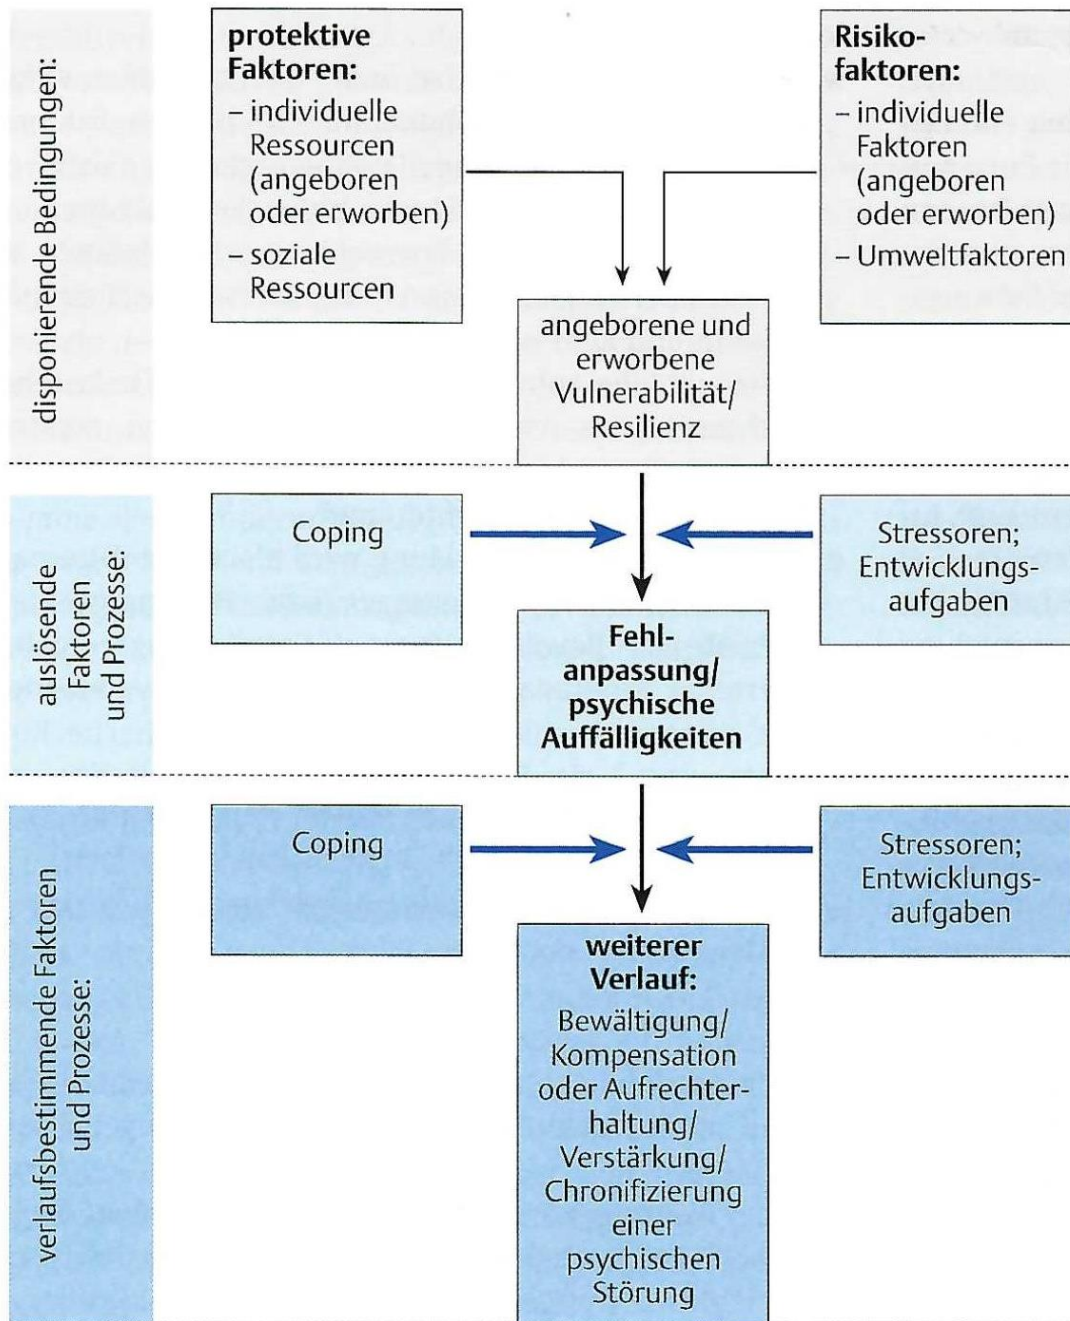 disponierende Bedingungen:
protektive
Faktoren:
– individuelle
Ressourcen
(angeboren
oder erworben)
– soziale
Ressourcen
Risiko-
faktoren:
– individuelle
Faktoren
(angeboren
oder erworben)
– Umweltfaktoren
angeborene und
erworbene
Vulnerabilität/
Resilienz
auslösende
Faktoren
und Prozesse:
Coping
Stressoren;
Entwicklungs-
aufgaben
Fehl-
anpassung/
psychische
Auffälligkeiten
verlaufsbestimmende Faktoren
und Prozesse:
Coping
Stressoren;
Entwicklungs-
aufgaben
weiterer
Verlauf:
Bewältigung/
Kompensation
oder Aufrechter-
haltung/
Verstärkung/
Chronifizierung
einer
psychischen
Störung